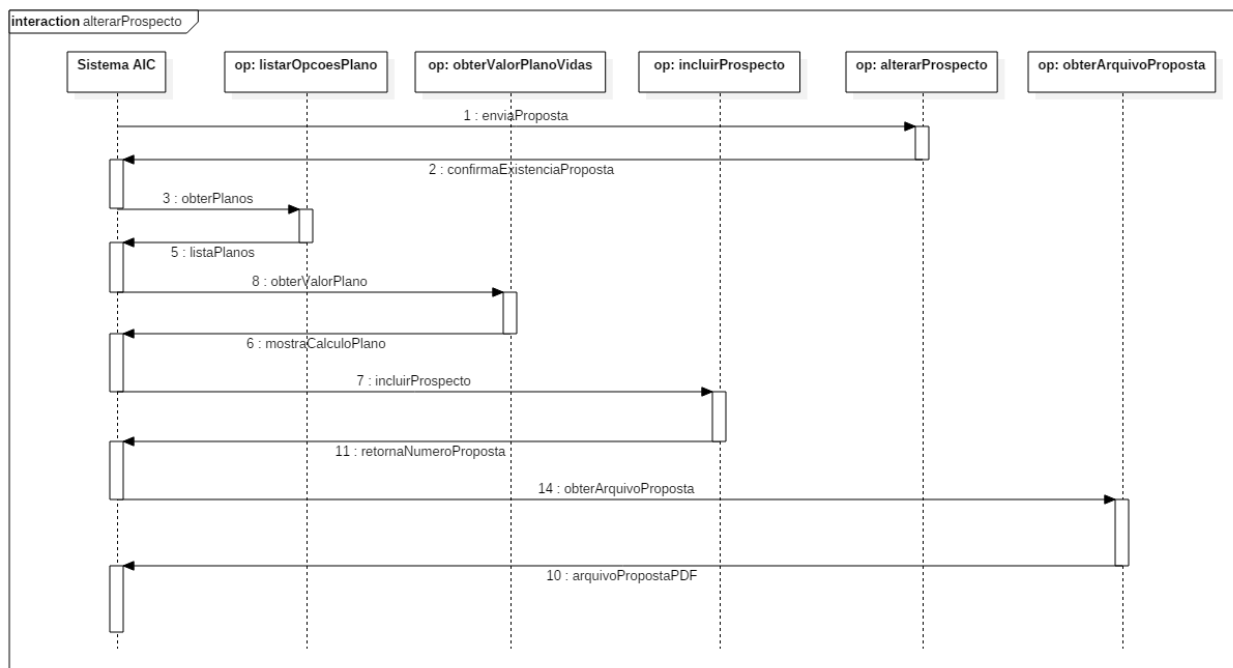 interaction alterarProspecto
Sistema AIC
op: listarOpcoesPlano
op: obterValorPlanoVidas
op: incluirProspecto
op: alterarProspecto
op: obterArquivoProposta
1 : enviaProposta
2 : confirmaExistenciaProposta
3 : obterPlanos
5 : listaPlanos
8 : obterValorPlano
6 : mostraCalculoPlano
7 : incluirProspecto
11 : retornaNumeroProposta
14 : obterArquivoProposta
10 : arquivoPropostaPDF